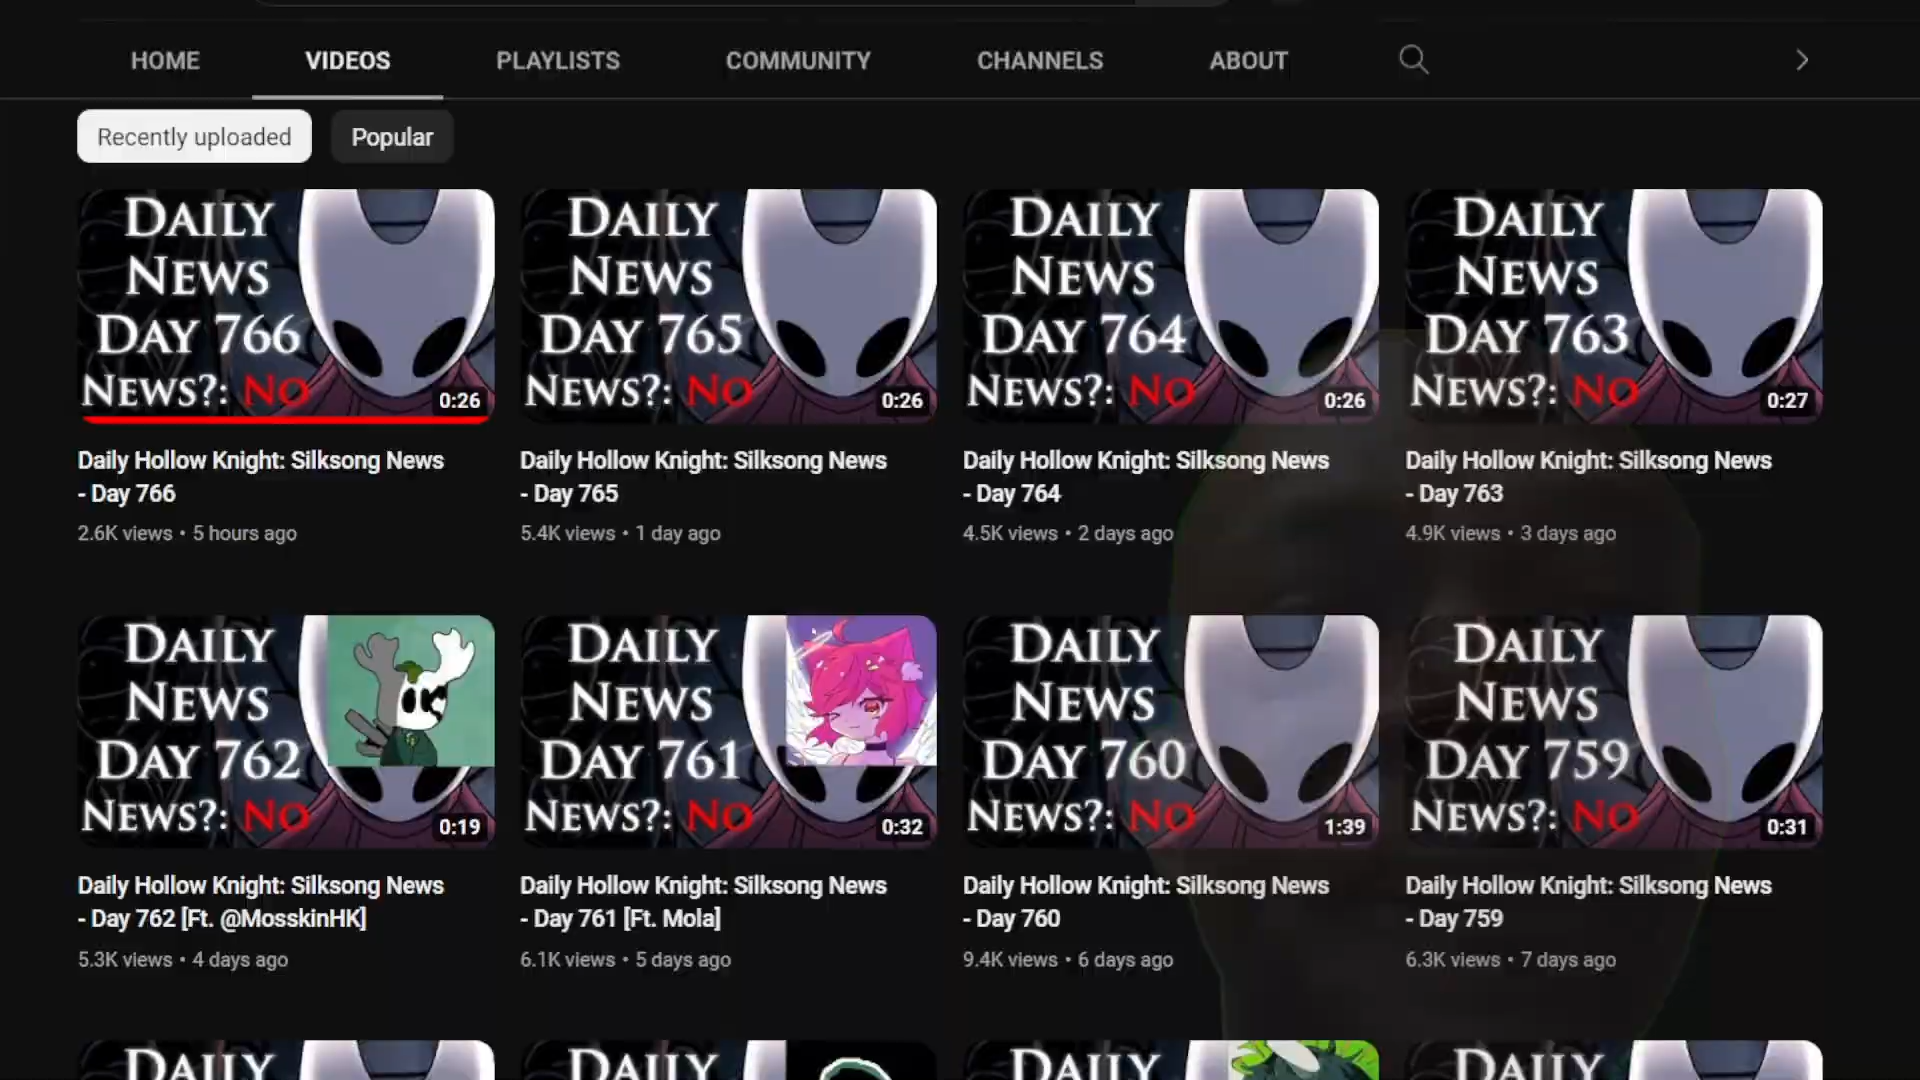 HOME VIDEOS PLAYLISTS COMMUNITY CHANNELS ABOUT
Recently uploaded Popular
DAILY
NEWS
DAY 766
NEWS?: NO
0:26
DAILY
NEWS
DAY 765
NEWS?: NO
0:26
DAILY
NEWS
DAY 764
NEWS?: NO
0:26
DAILY
NEWS
DAY 763
NEWS?: NO
0:27
Daily Hollow Knight: Silksong News
- Day 766
2.6K views • 5 hours ago
Daily Hollow Knight: Silksong News
- Day 765
5.4K views • 1 day ago
Daily Hollow Knight: Silksong News
- Day 764
4.5K views • 2 days ago
Daily Hollow Knight: Silksong News
- Day 763
4.9K views • 3 days ago
DAILY
NEWS
DAY 762
NEWS?: NO
0:19
DAILY
NEWS
DAY 761
NEWS?: NO
0:32
DAILY
NEWS
DAY 760
NEWS?: NO
1:39
DAILY
NEWS
DAY 759
NEWS?: NO
0:31
Daily Hollow Knight: Silksong News
- Day 762 [Ft. @MosskinHK]
5.3K views • 4 days ago
Daily Hollow Knight: Silksong News
- Day 761 [Ft. Mola]
6.1K views • 5 days ago
Daily Hollow Knight: Silksong News
- Day 760
9.4K views • 6 days ago
Daily Hollow Knight: Silksong News
- Day 759
6.3K views • 7 days ago
DAILY
DAILY
DAILY
DAILY